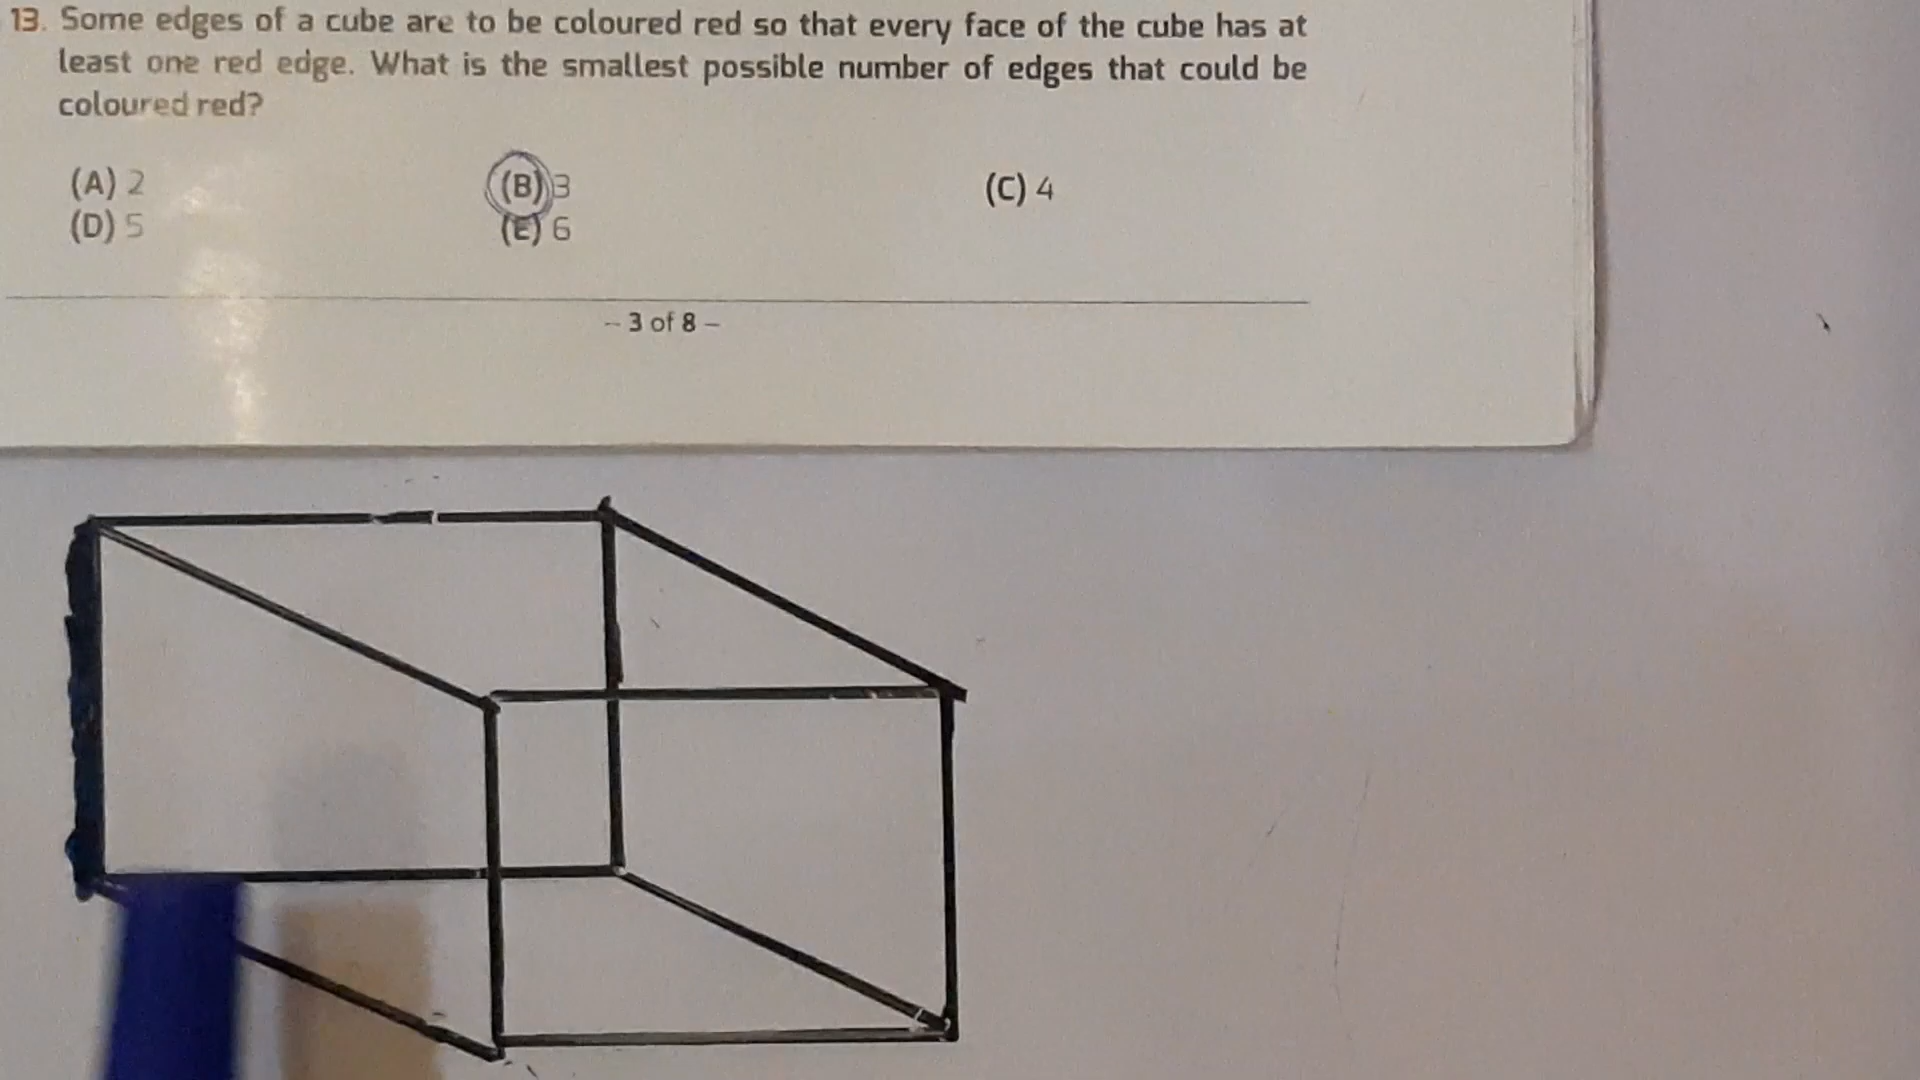 13. Some edges of a cube are to be coloured red so that every face of the cube has at
least one red edge. What is the smallest possible number of edges that could be
coloured red?
(A) 2 (B) 3 (C) 4
(D) 5 (E) 6
– 3 of 8 –